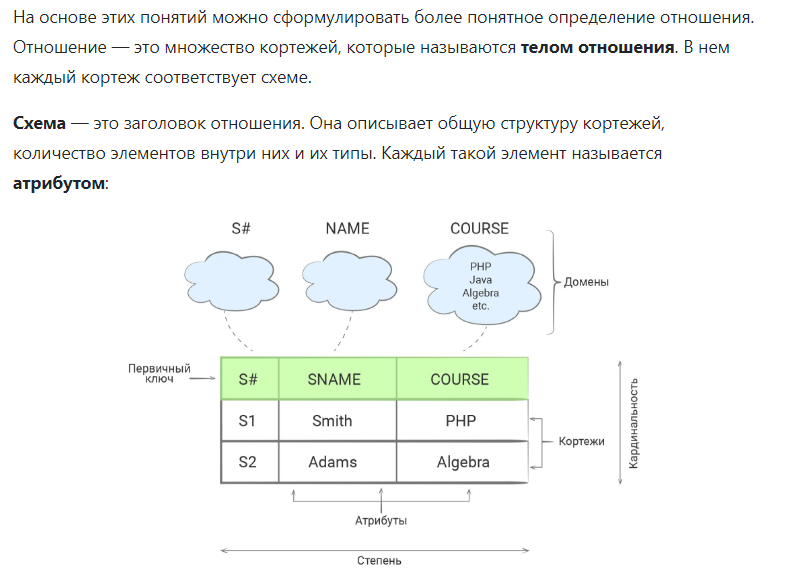 На основе этих понятий можно сформулировать более понятное определение отношения.
Отношение — это множество кортежей, которые называются телом отношения. В нем
каждый кортеж соответствует схеме.
Схема — это заголовок отношения. Она описывает общую структуру кортежей,
количество элементов внутри них и их типы. Каждый такой элемент называется
атрибутом:
S# NAME COURSE
PHP
Java
Algebra
etc.
Домены
Первичный
ключ
S# SNAME COURSE
S1 Smith PHP
S2 Adams Algebra
Кортежи
Кардинальность
Атрибуты
Степень